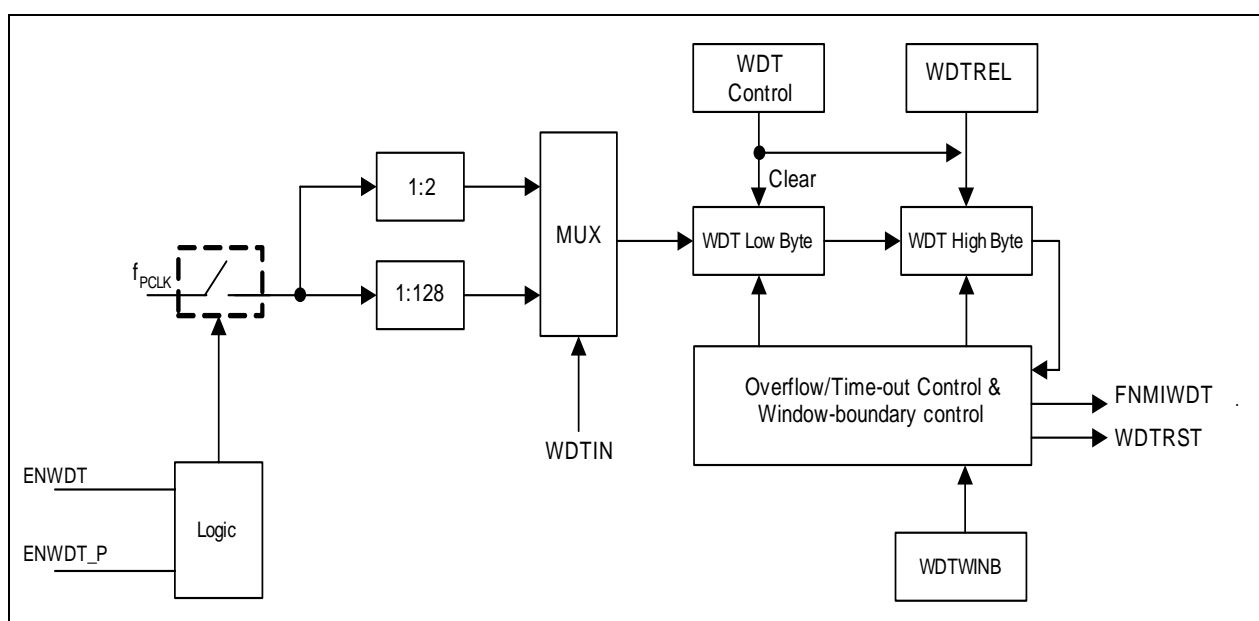 WDT
Control
WDTREL
1:2
Clear
MUX
WDT Low Byte
WDT High Byte
fPCLK
1:128
Overflow/Time-out Control &
Window-boundary control
FNMIWDT .
WDTRST
WDTIN
ENWDT
Logic
ENWDT_P
WDTWINB